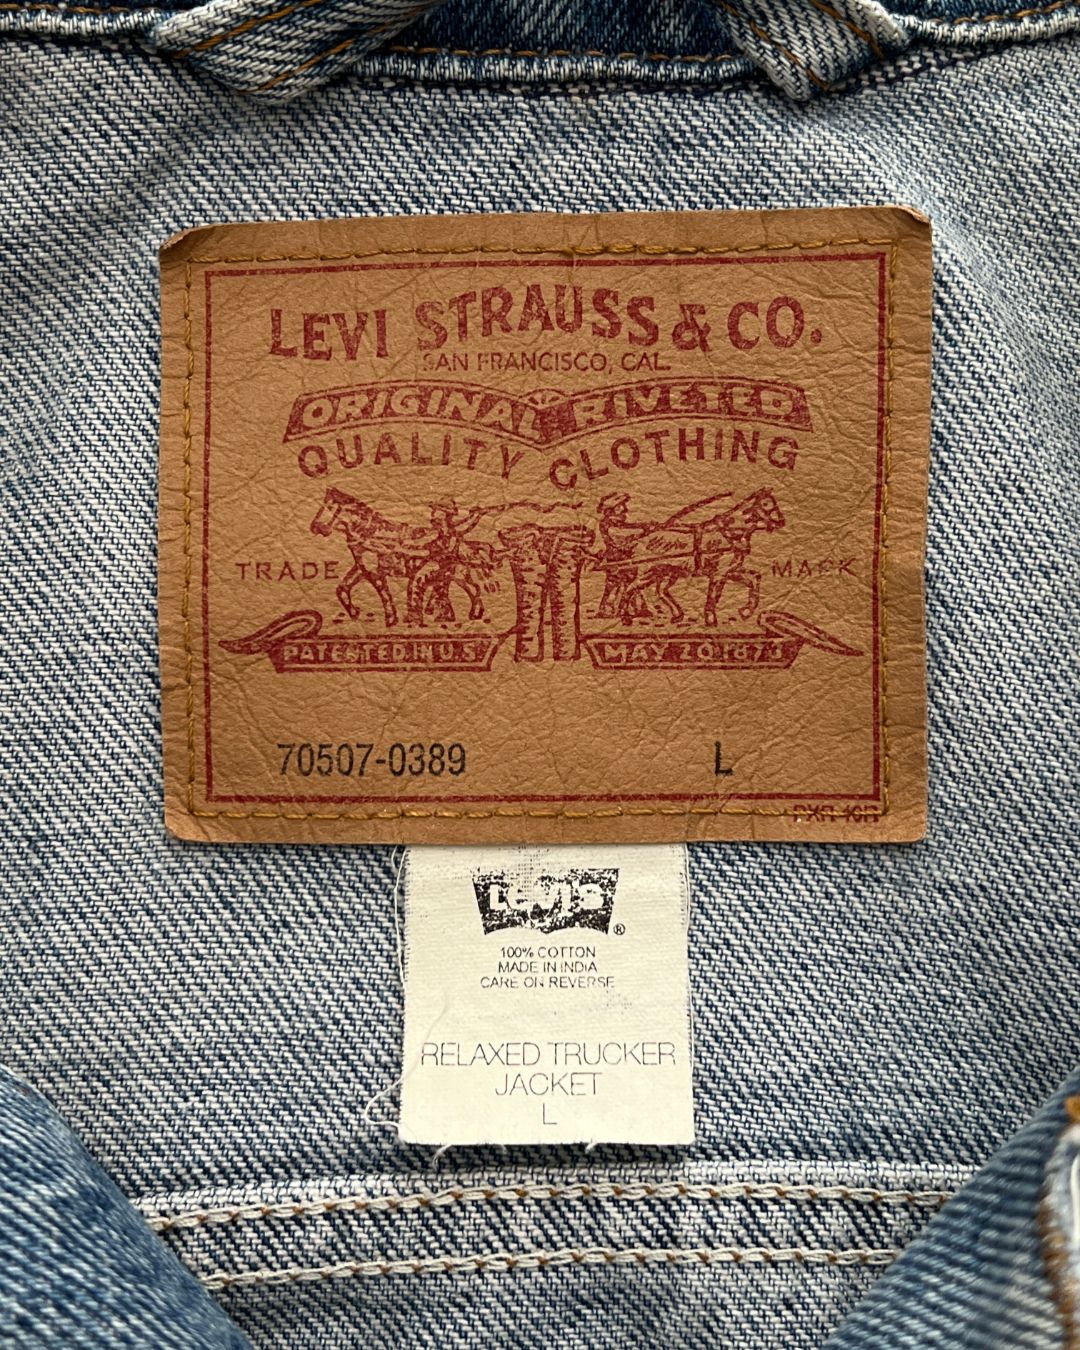 LEVI STRAUSS & CO.
SAN FRANCISCO, CAL.
ORIGINAL RIVETED
QUALITY CLOTHING
TRADE MARK
PATENTED IN U.S. MAY 20 1873
70507-0389 L
Levi's ®
100% COTTON
MADE IN INDIA
CARE ON REVERSE
RELAXED TRUCKER
JACKET
L